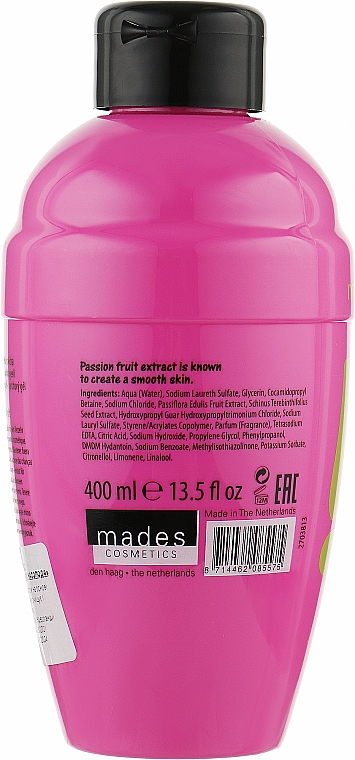 Passion fruit extract is known
to create a smooth skin.
Ingredients: Aqua (Water), Sodium Laureth Sulfate, Glycerin, Cocamidopropyl
Betaine, Sodium Chloride, Passiflora Edulis Fruit Extract, Schinus Terebinthifolius
Seed Extract, Hydroxypropyl Guar Hydroxypropyltrimonium Chloride, Sodium
Lauryl Sulfate, Styrene/Acrylates Copolymer, Parfum (Fragrance), Tetrasodium
EDTA, Citric Acid, Sodium Hydroxide, Propylene Glycol, Phenylpropanol,
DMDM Hydantoin, Sodium Benzoate, Methylisothiazolinone, Potassium Sorbate,
Citronellol, Limonene, Linalool.
400 ml e 13.5 fl oz
12M
EAC
Made in The Netherlands
mades
COSMETICS
den haag • the netherlands
8 714462 085575
2703813